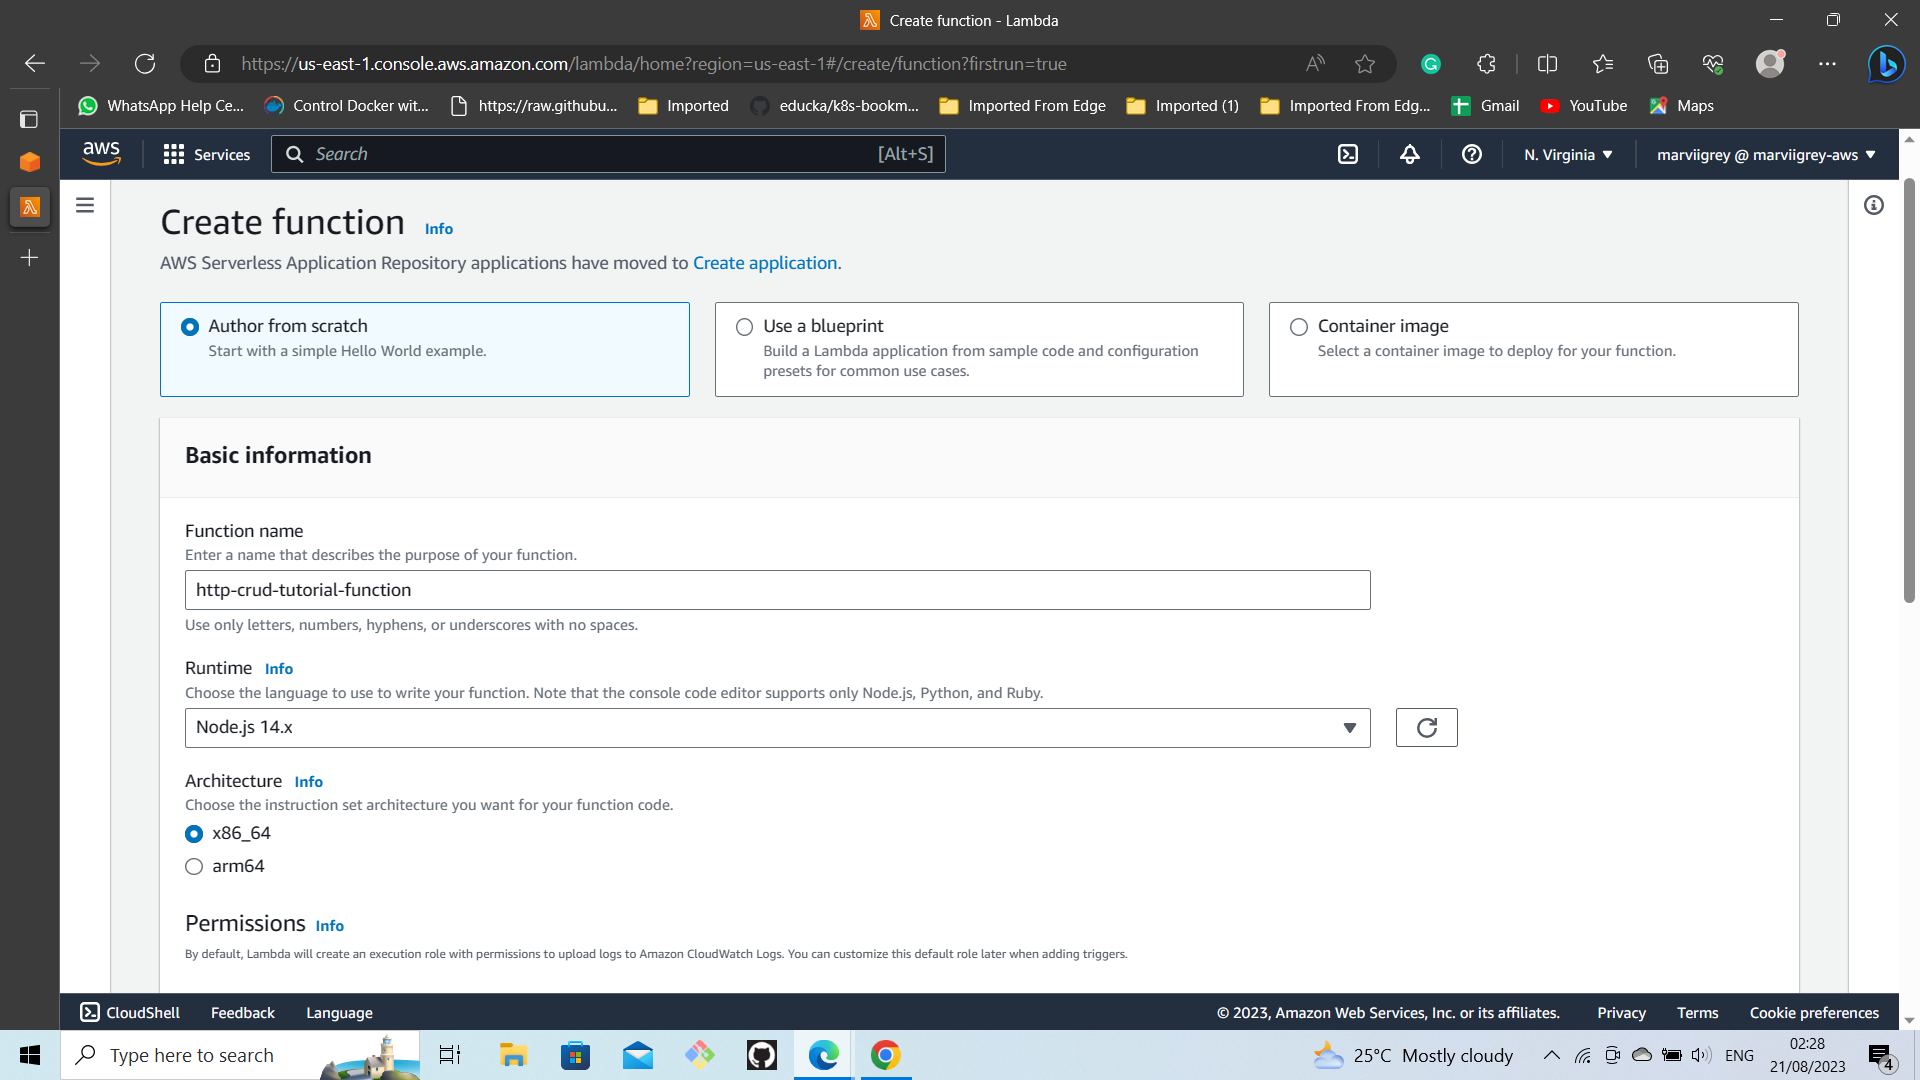 Create function - Lambda
https://us-east-1.console.aws.amazon.com/lambda/home?region=us-east-1#/create/function?firstrun=true
WhatsApp Help Ce... Control Docker wit... https://raw.githubu... Imported educka/k8s-bookm... Imported From Edge Imported (1) Imported From Edg... Gmail YouTube Maps
aws Services Search [Alt+S] N. Virginia marviigrey @ marviigrey-aws
Create function Info
AWS Serverless Application Repository applications have moved to Create application.
Author from scratch
Start with a simple Hello World example.
Use a blueprint
Build a Lambda application from sample code and configuration
presets for common use cases.
Container image
Select a container image to deploy for your function.
Basic information
Function name
Enter a name that describes the purpose of your function.
http-crud-tutorial-function
Use only letters, numbers, hyphens, or underscores with no spaces.
Runtime Info
Choose the language to use to write your function. Note that the console code editor supports only Node.js, Python, and Ruby.
Node.js 14.x
Architecture Info
Choose the instruction set architecture you want for your function code.
x86_64
arm64
Permissions Info
By default, Lambda will create an execution role with permissions to upload logs to Amazon CloudWatch Logs. You can customize this default role later when adding triggers.
CloudShell Feedback Language © 2023, Amazon Web Services, Inc. or its affiliates. Privacy Terms Cookie preferences
Type here to search 25°C Mostly cloudy ENG 02:28
21/08/2023 4